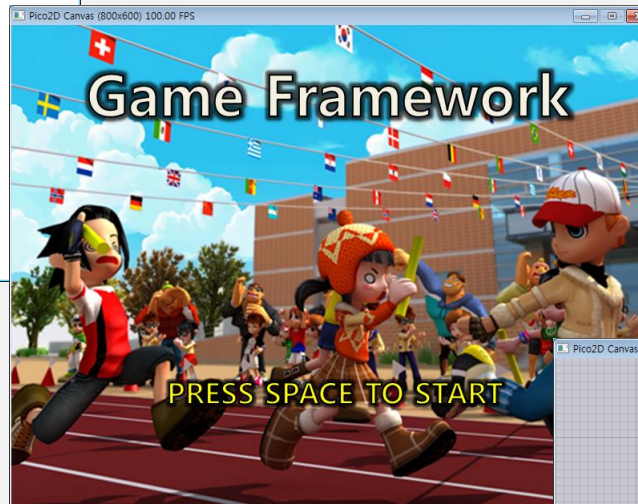 Pico2D Canvas (800x600) 100.00 FPS
Game Framework
PRESS SPACE TO START
Pico2D Canvas